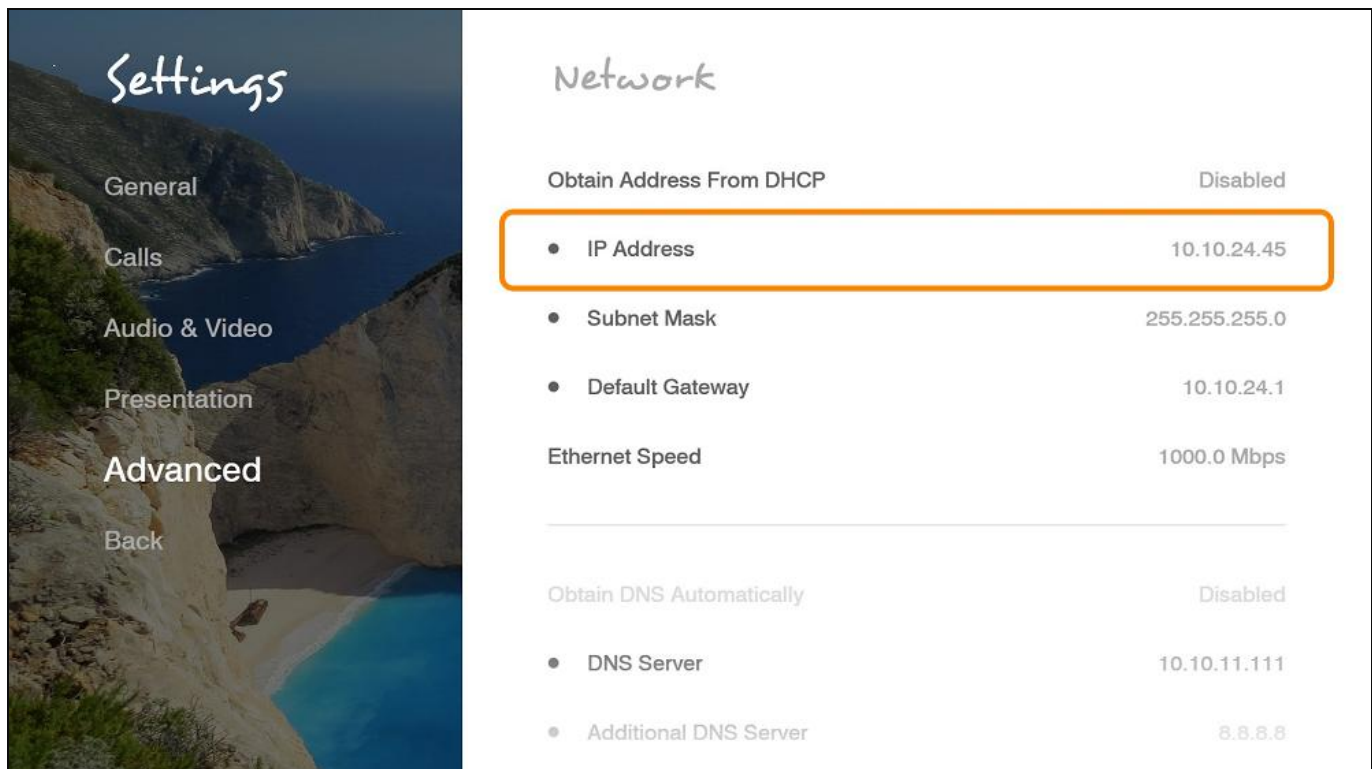 Settings
General
Calls
Audio & Video
Presentation
Advanced
Back
Network
Obtain Address From DHCP Disabled
• IP Address 10.10.24.45
• Subnet Mask 255.255.255.0
• Default Gateway 10.10.24.1
Ethernet Speed 1000.0 Mbps
Obtain DNS Automatically Disabled
• DNS Server 10.10.11.111
• Additional DNS Server 8.8.8.8